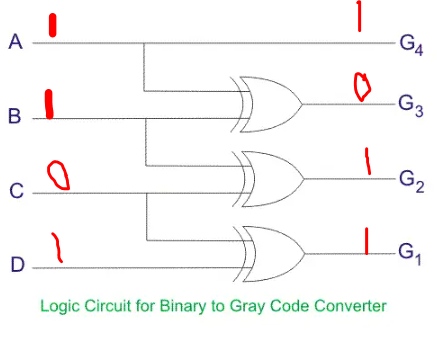 A 1 1 G4
B 1 0 G3
C 0 1 G2
D 1 1 G1
Logic Circuit for Binary to Gray Code Converter